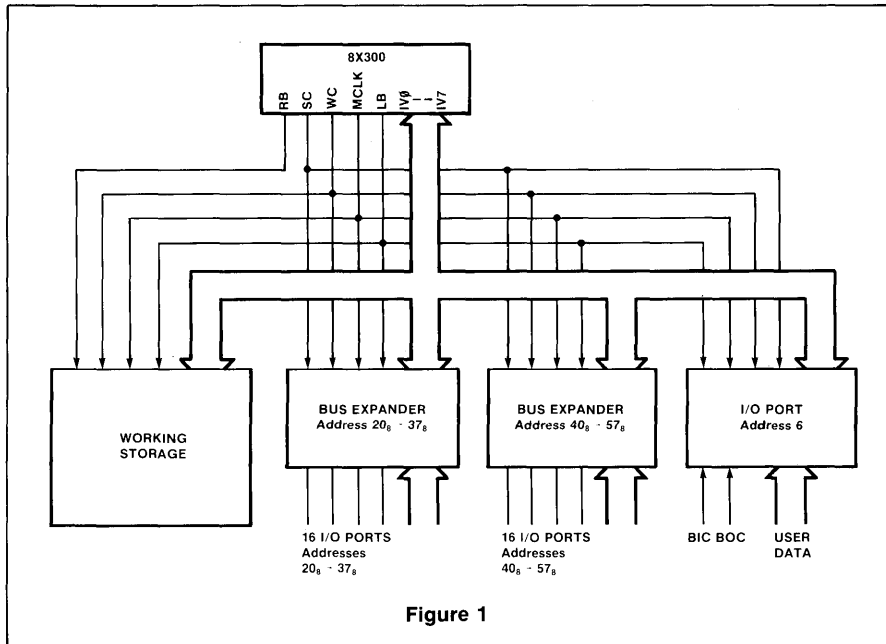 8X300
RB SC WC MCLK LB IVØ IV7
WORKING
STORAGE
BUS EXPANDER
Address 20₈ - 37₈
BUS EXPANDER
Address 40₈ - 57₈
I/O PORT
Address 6
16 I/O PORTS
Addresses
20₈ - 37₈
16 I/O PORTS
Addresses
40₈ - 57₈
BIC BOC
USER
DATA
Figure 1